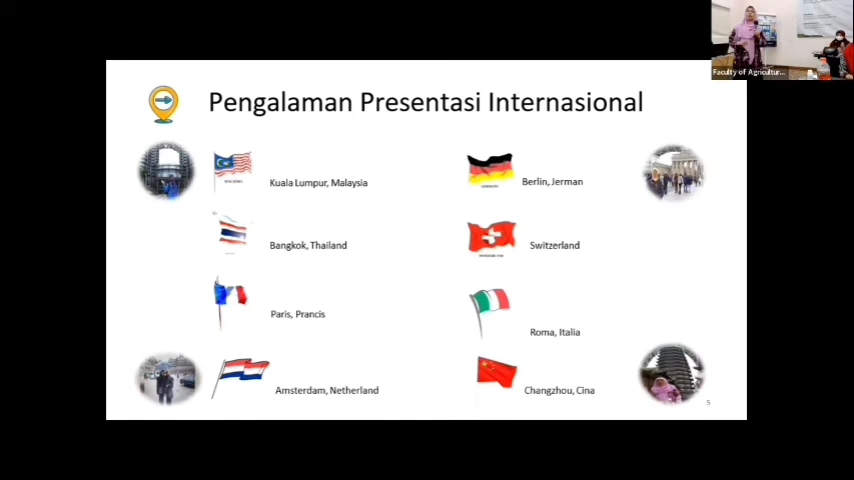 Faculty of Agricultur...
Pengalaman Presentasi Internasional
Kuala Lumpur, Malaysia
Berlin, Jerman
Bangkok, Thailand
Switzerland
Paris, Prancis
Roma, Italia
Amsterdam, Netherland
Changzhou, Cina
5